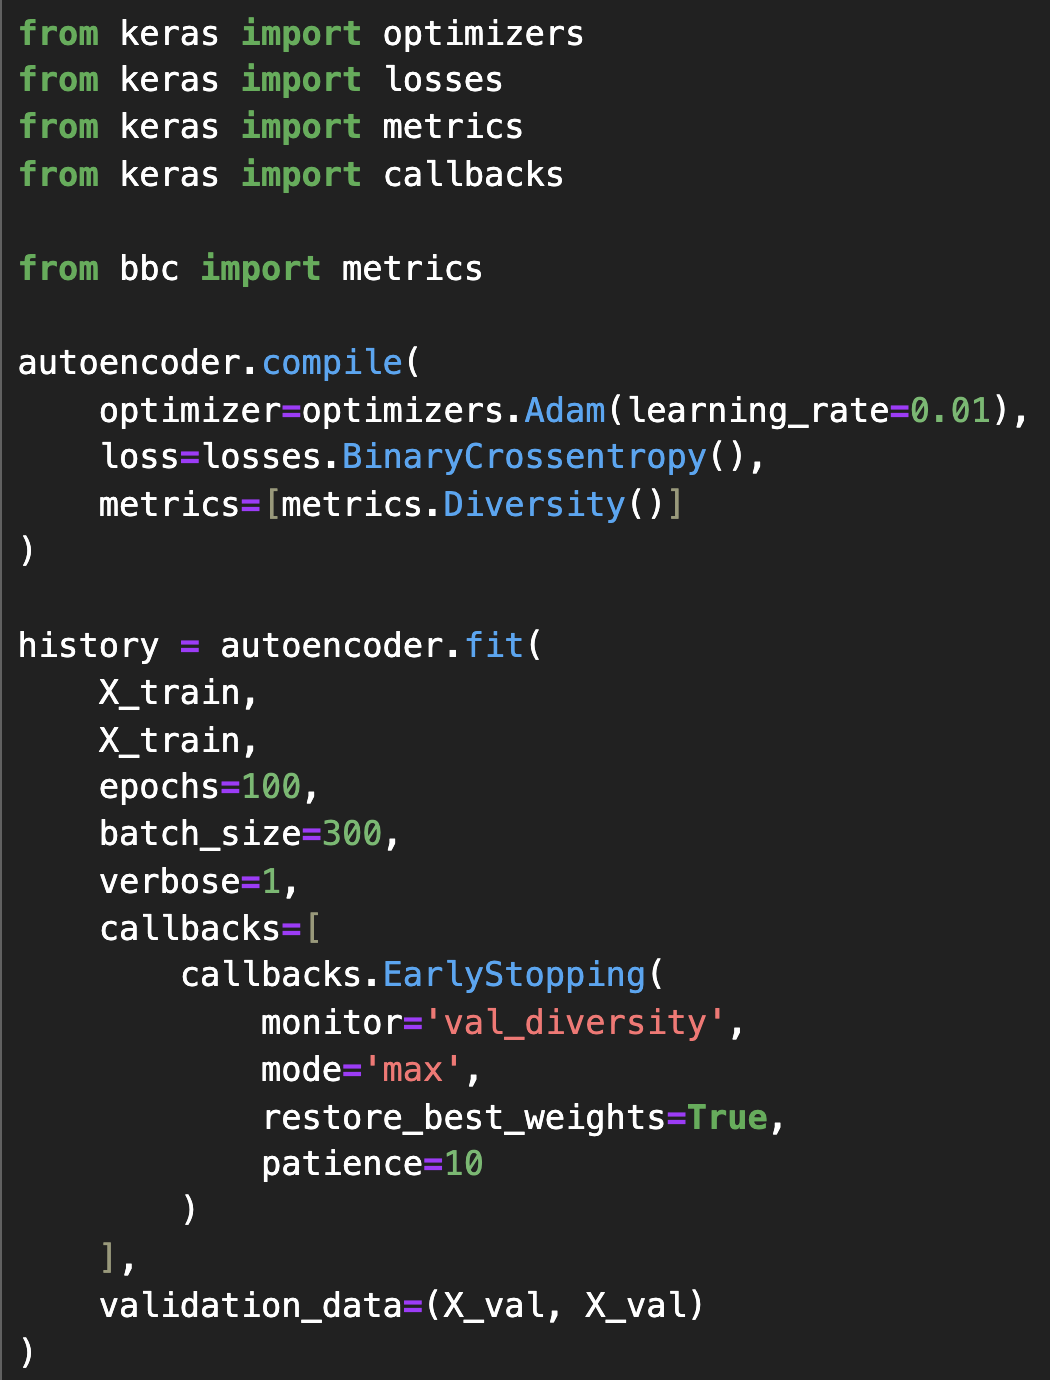 from keras import optimizers
from keras import losses
from keras import metrics
from keras import callbacks

from bbc import metrics

autoencoder.compile(
    optimizer=optimizers.Adam(learning_rate=0.01),
    loss=losses.BinaryCrossentropy(),
    metrics=[metrics.Diversity()]
)

history = autoencoder.fit(
    X_train,
    X_train,
    epochs=100,
    batch_size=300,
    verbose=1,
    callbacks=[
        callbacks.EarlyStopping(
            monitor='val_diversity',
            mode='max',
            restore_best_weights=True,
            patience=10
        )
    ],
    validation_data=(X_val, X_val)
)